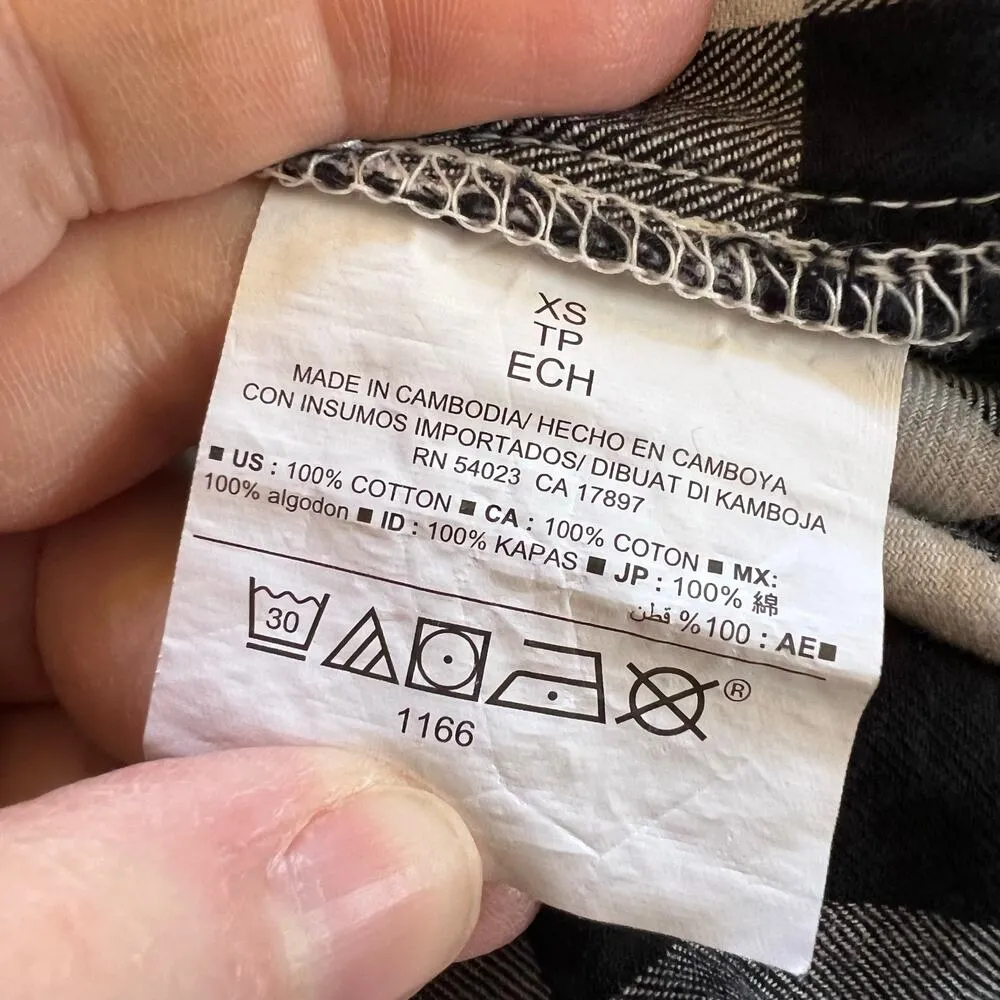 XS
TP
ECH
MADE IN CAMBODIA/ HECHO EN CAMBOYA
CON INSUMOS IMPORTADOS/ DIBUAT DI KAMBOJA
RN 54023 CA 17897
■ US : 100% COTTON ■ CA : 100% COTON ■ MX:
100% algodon ■ ID : 100% KAPAS ■ JP : 100% 綿
■AE : 100% قطن
30
®
1166